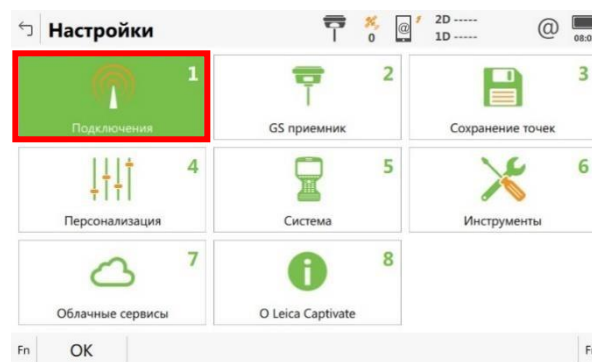 Настройки
0
@
2D -----
1D -----
@
08:0
1
Подключения
2
GS приемник
3
Сохранение точек
4
Персонализация
5
Система
6
Инструменты
7
Облачные сервисы
8
О Leica Captivate
Fn
OK